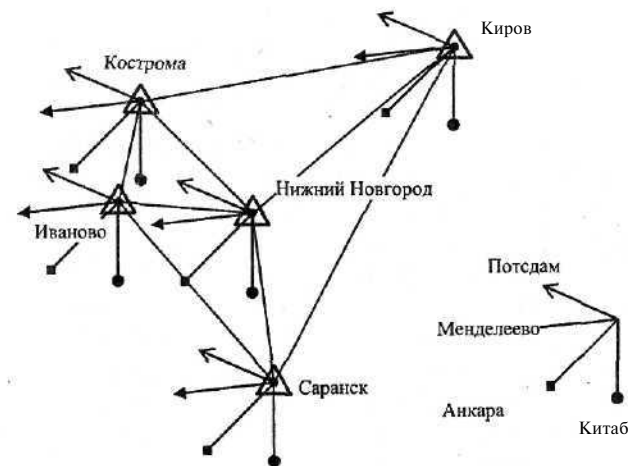 Киров
Кострома
Нижний Новгород
Иваново
Потсдам
Менделеево
Саранск
Анкара
Китаб